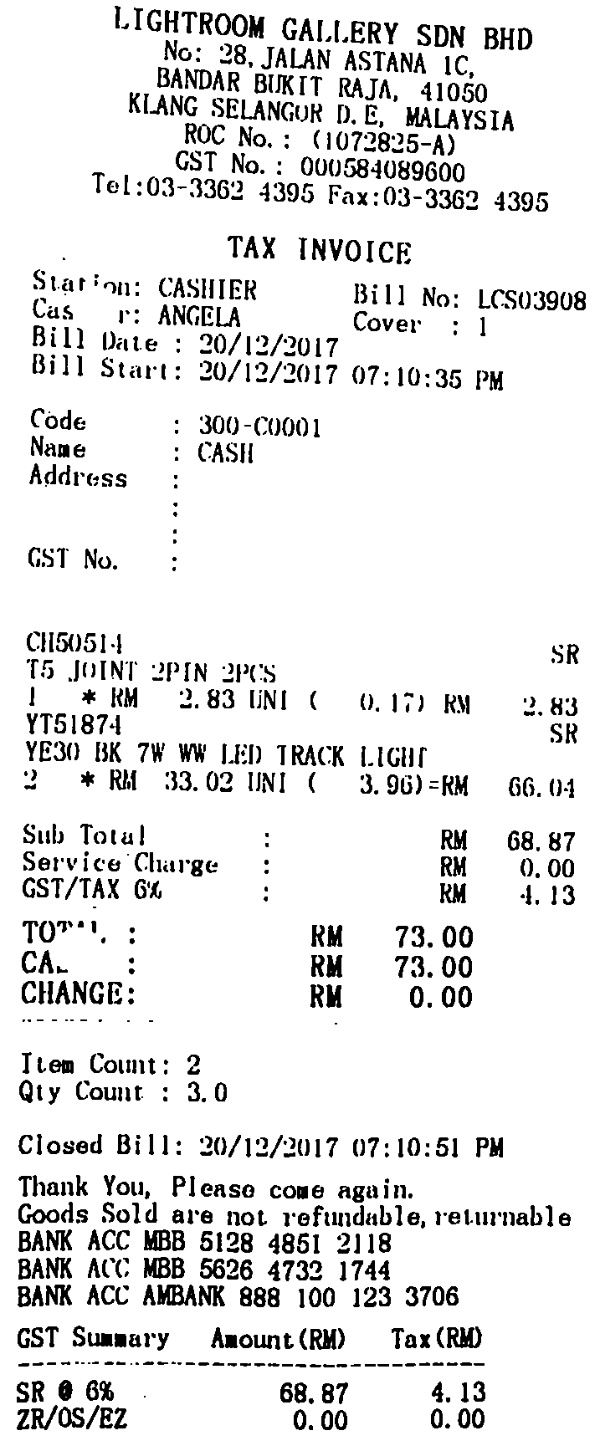 LIGHTROOM GALLERY SDN BHD
No: 28, JALAN ASTANA 1C,
BANDAR BUKIT RAJA, 41050
KLANG SELANGOR D.E, MALAYSIA
ROC No.: (1072825-A)
GST No.: 000584089600
Tel:03-3362 4395 Fax:03-3362 4395
TAX INVOICE
Station: CASHIER Bill No: LCS03908
ANGELA Cover : 1
Bill Date : 20/12/2017
Bill Start: 20/12/2017 07:10:35 PM
Code : 300-C0001
Name : CASH
Address :
:
:
GST No. :
CH50514 SR
T5 JOINT 2PIN 2PCS
1 * RM 2.83 UNI ( 0.17) RM 2.83
YT51874 SR
YE30 BK 7W WW LED TRACK LIGHT
2 * RM 33.02 UNI ( 3.96)=RM 66.04
Sub Total : RM 68.87
Service Charge : RM 0.00
GST/TAX 6% : RM 4.13
: RM 73.00
: RM 73.00
CHANGE: RM 0.00
Item Count: 2
Qty Count : 3.0
Closed Bill: 20/12/2017 07:10:51 PM
Thank You, Please come again.
Goods Sold are not refundable,returnable
BANK ACC MBB 5128 4851 2118
BANK ACC MBB 5626 4732 1744
BANK ACC AMBANK 888 100 123 3706
GST Summary Amount(RM) Tax(RM)
SR @ 6% 68.87 4.13
ZR/OS/EZ 0.00 0.00